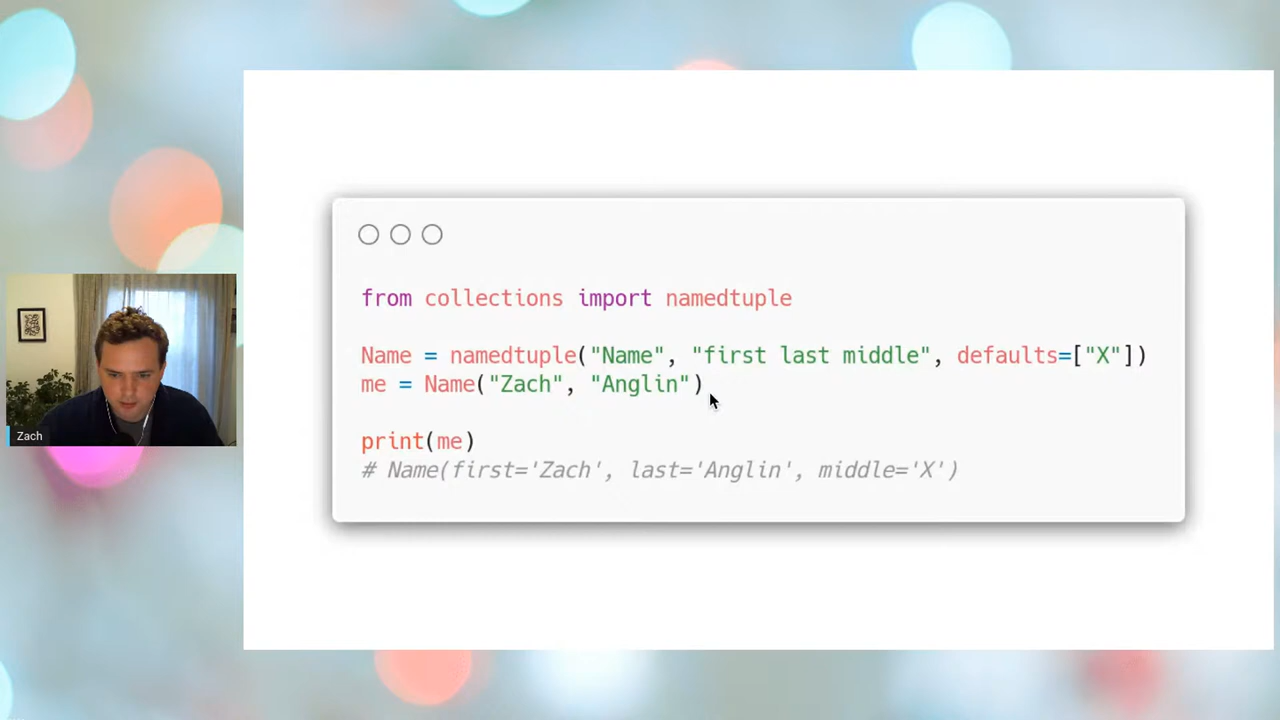 from collections import namedtuple
Name = namedtuple("Name", "first last middle", defaults=["X"])
me = Name("Zach", "Anglin")
print(me)
# Name(first='Zach', last='Anglin', middle='X')
Zach